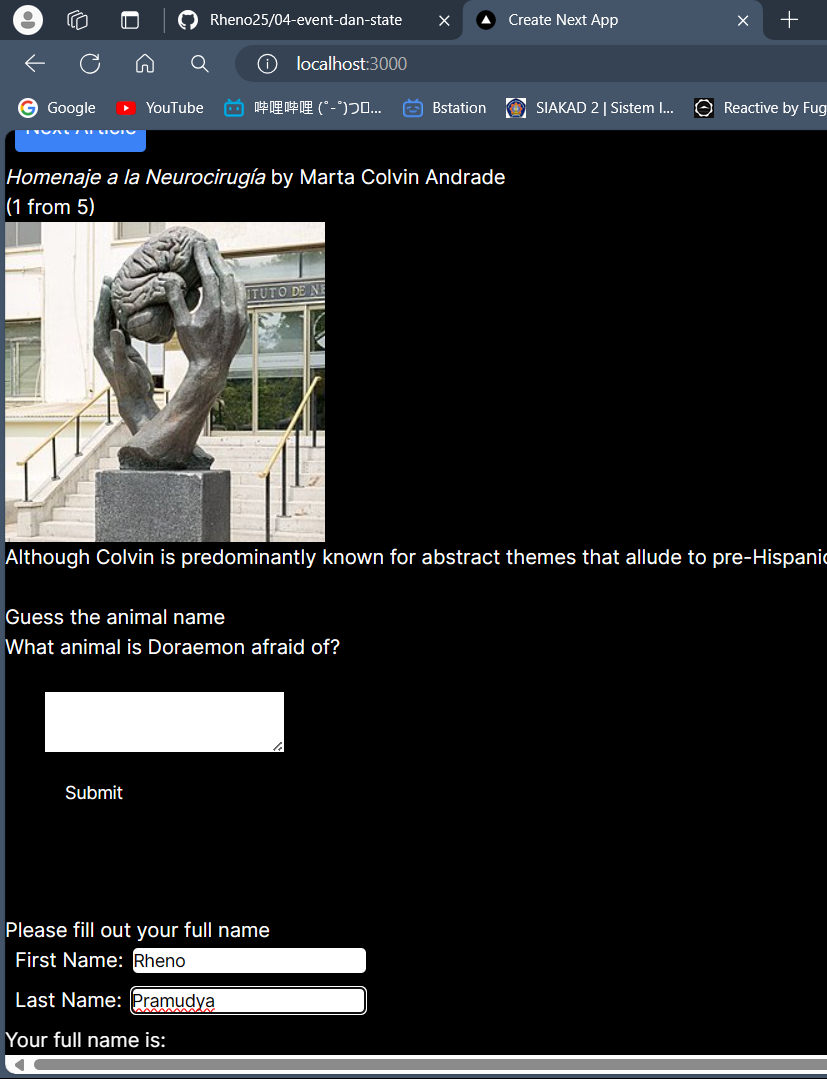 Rheno25/04-event-dan-state
Create Next App
localhost:3000
Google
YouTube
哔哩哔哩 (゜-゜)つ...
Bstation
SIAKAD 2 | Sistem I...
Reactive by Fug
Next Article
Homenaje a la Neurocirugía by Marta Colvin Andrade
(1 from 5)
ITUTO DE NE
Although Colvin is predominantly known for abstract themes that allude to pre-Hispanic
Guess the animal name
What animal is Doraemon afraid of?
Submit
Please fill out your full name
First Name: Rheno
Last Name: Pramudya
Your full name is: